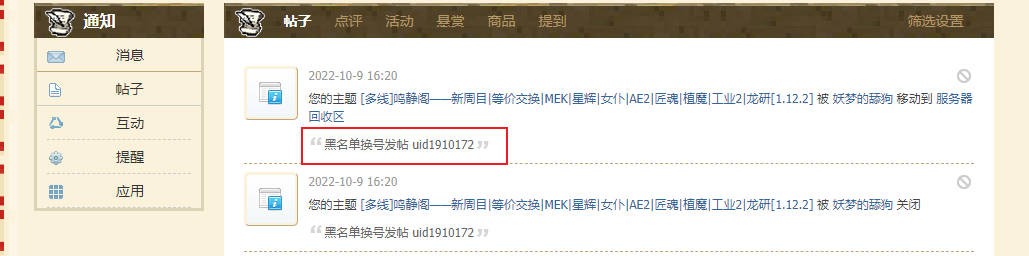 通知
消息
帖子
互动
提醒
应用
帖子 点评 活动 悬赏 商品 提到 筛选设置
2022-10-9 16:20
您的主题 [多线]鸣静阁——新周目|等价交换|MEK|星辉|女仆|AE2|匠魂|植魔|工业2|龙研[1.12.2] 被 妖梦的舔狗 移动到 服务器
回收区
黑名单换号发帖 uid1910172
2022-10-9 16:20
您的主题 [多线]鸣静阁——新周目|等价交换|MEK|星辉|女仆|AE2|匠魂|植魔|工业2|龙研[1.12.2] 被 妖梦的舔狗 关闭
黑名单换号发帖 uid1910172